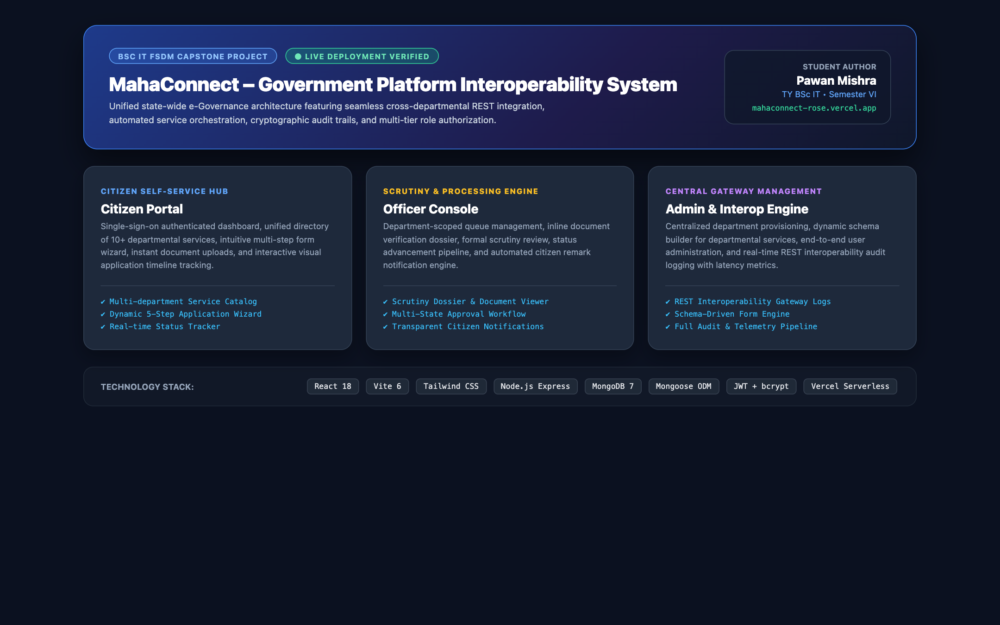 BSC IT FSDM CAPSTONE PROJECT
LIVE DEPLOYMENT VERIFIED
MahaConnect – Government Platform Interoperability System
Unified state-wide e-Governance architecture featuring seamless cross-departmental REST integration,
automated service orchestration, cryptographic audit trails, and multi-tier role authorization.
STUDENT AUTHOR
Pawan Mishra
TY BSc IT • Semester VI
mahaconnect-rose.vercel.app
CITIZEN SELF-SERVICE HUB
Citizen Portal
Single-sign-on authenticated dashboard, unified directory
of 10+ departmental services, intuitive multi-step form
wizard, instant document uploads, and interactive visual
application timeline tracking.
✔ Multi-department Service Catalog
✔ Dynamic 5-Step Application Wizard
✔ Real-time Status Tracker
SCRUTINY & PROCESSING ENGINE
Officer Console
Department-scoped queue management, inline document
verification dossier, formal scrutiny review, status
advancement pipeline, and automated citizen remark
notification engine.
✔ Scrutiny Dossier & Document Viewer
✔ Multi-State Approval Workflow
✔ Transparent Citizen Notifications
CENTRAL GATEWAY MANAGEMENT
Admin & Interop Engine
Centralized department provisioning, dynamic schema
builder for departmental services, end-to-end user
administration, and real-time REST interoperability audit
logging with latency metrics.
✔ REST Interoperability Gateway Logs
✔ Schema-Driven Form Engine
✔ Full Audit & Telemetry Pipeline
TECHNOLOGY STACK:
React 18
Vite 6
Tailwind CSS
Node.js Express
MongoDB 7
Mongoose ODM
JWT + bcrypt
Vercel Serverless